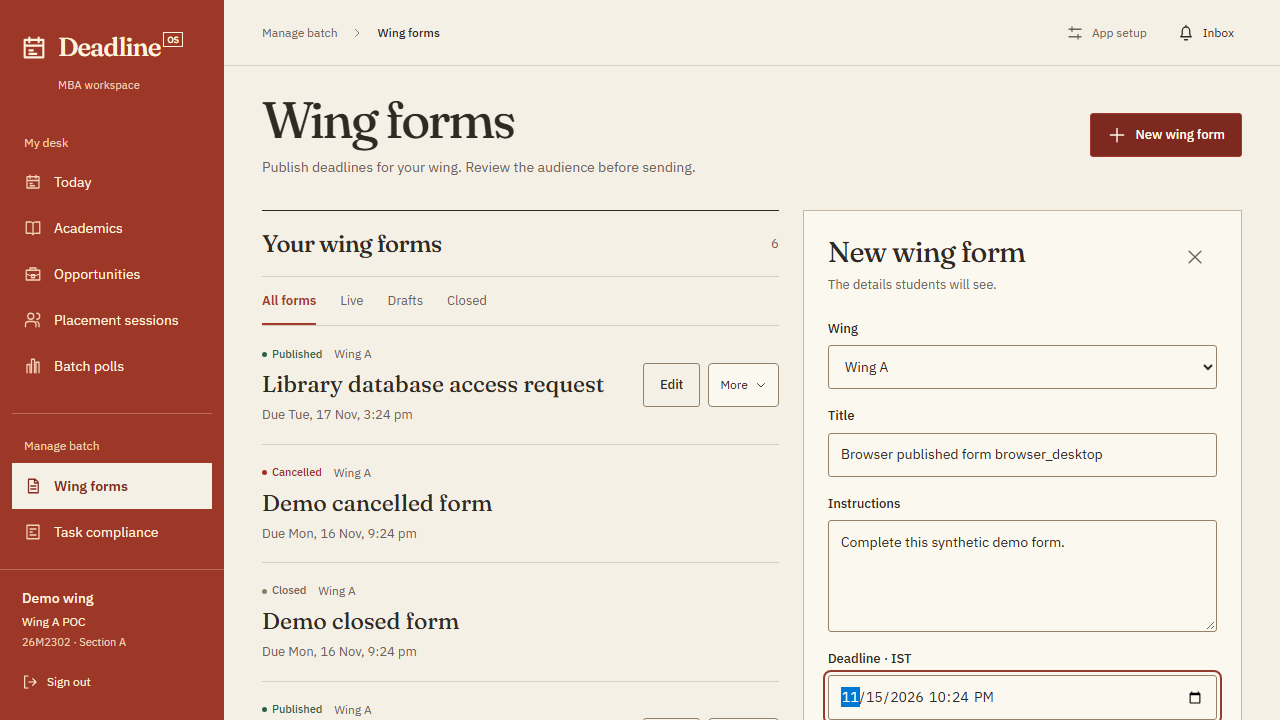 Deadline OS
MBA workspace
My desk
Today
Academics
Opportunities
Placement sessions
Batch polls
Manage batch
Wing forms
Task compliance
Demo wing
Wing A POC
26M2302 · Section A
Sign out
Manage batch
Wing forms
App setup
Inbox
Wing forms
Publish deadlines for your wing. Review the audience before sending.
New wing form
Your wing forms
6
All forms
Live
Drafts
Closed
Published Wing A
Library database access request
Due Tue, 17 Nov, 3:24 pm
Edit
More
Cancelled Wing A
Demo cancelled form
Due Mon, 16 Nov, 9:24 pm
Closed Wing A
Demo closed form
Due Mon, 16 Nov, 9:24 pm
Published Wing A
New wing form
The details students will see.
Wing
Wing A
Title
Browser published form browser_desktop
Instructions
Complete this synthetic demo form.
Deadline · IST
11/15/2026 10:24 PM